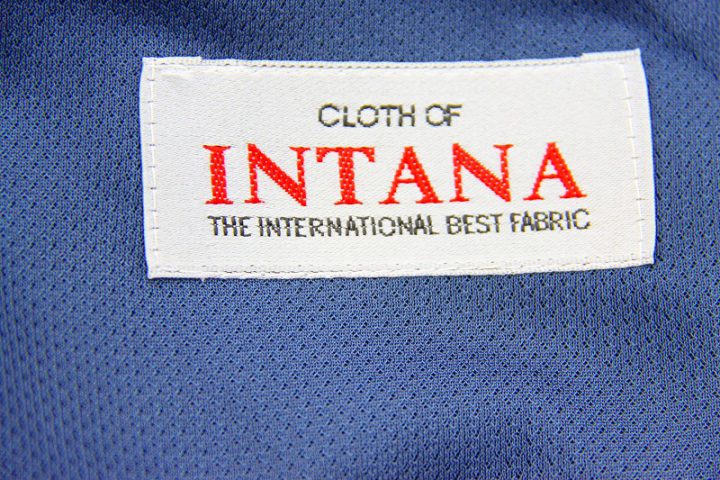 CLOTH OF
INTANA
THE INTERNATIONAL BEST FABRIC